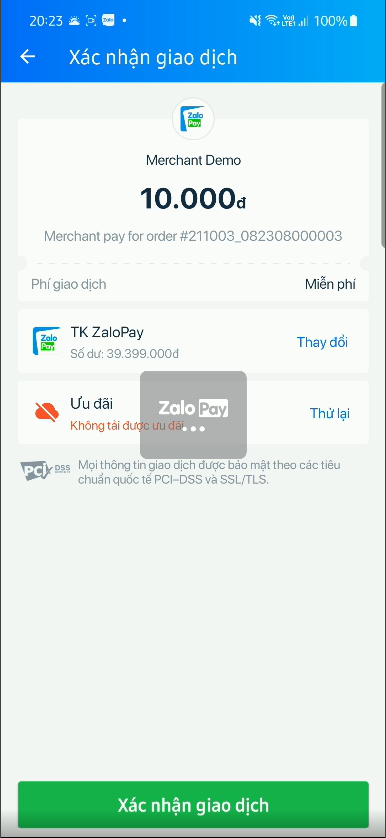 20:23
Zalo
VoD
LTE1
100%
Xác nhận giao dịch
Zalo
Pay
Merchant Demo
10.000đ
Merchant pay for order #211003_082308000003
Phí giao dịch Miễn phí
Zalo
Pay
TK ZaloPay
Số dư: 39.399.000đ
Thay đổi
Ưu đãi
Không tải được ưu đãi
Thử lại
Zalo Pay
PCI DSS
Mọi thông tin giao dịch được bảo mật theo các tiêu
chuẩn quốc tế PCI–DSS và SSL/TLS.
Xác nhận giao dịch